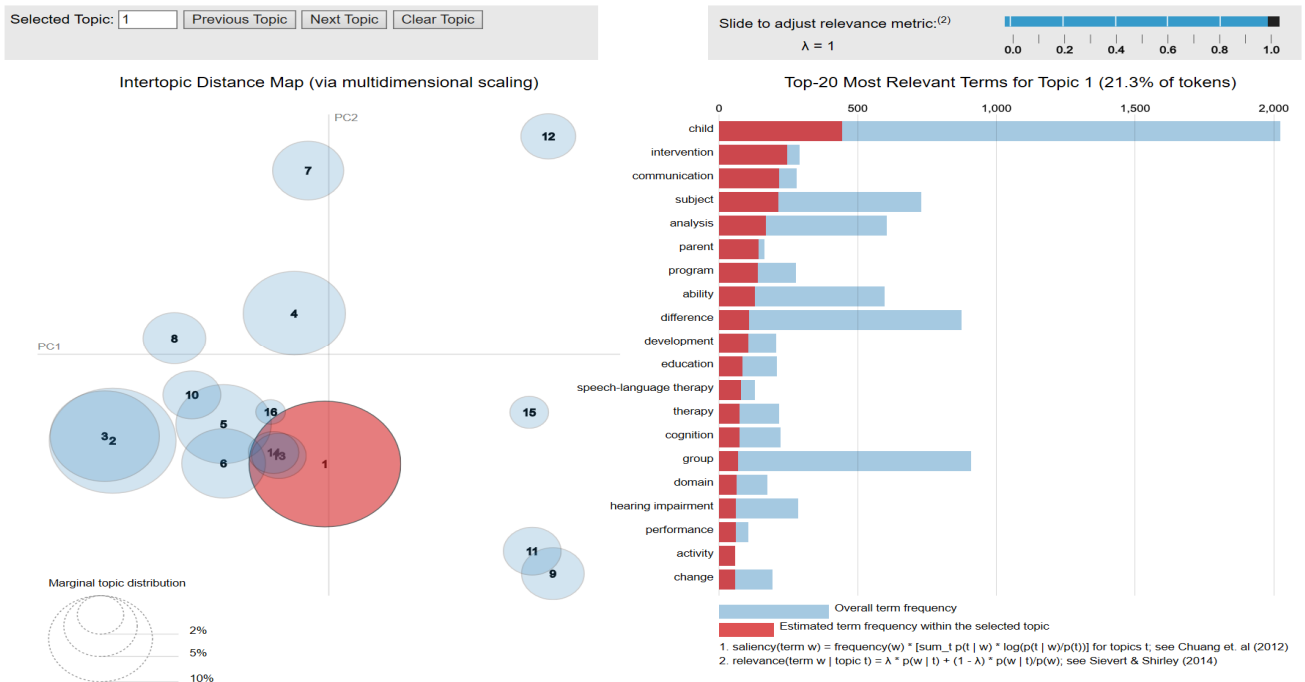 Selected Topic: 1 Previous Topic Next Topic Clear Topic
Slide to adjust relevance metric:(2)
λ = 1
0.0 0.2 0.4 0.6 0.8 1.0
Intertopic Distance Map (via multidimensional scaling)
PC2
PC1
12
7
4
8
10
5
16
15
3
2
6
14
13
1
11
9
Marginal topic distribution
2%
5%
10%
Top-20 Most Relevant Terms for Topic 1 (21.3% of tokens)
0 500 1,000 1,500 2,000
child
intervention
communication
subject
analysis
parent
program
ability
difference
development
education
speech-language therapy
therapy
cognition
group
domain
hearing impairment
performance
activity
change
Overall term frequency
Estimated term frequency within the selected topic
1. saliency(term w) = frequency(w) * [sum_t p(t | w) * log(p(t | w)/p(t))] for topics t; see Chuang et. al (2012)
2. relevance(term w | topic t) = λ * p(w | t) + (1 - λ) * p(w | t)/p(w); see Sievert & Shirley (2014)